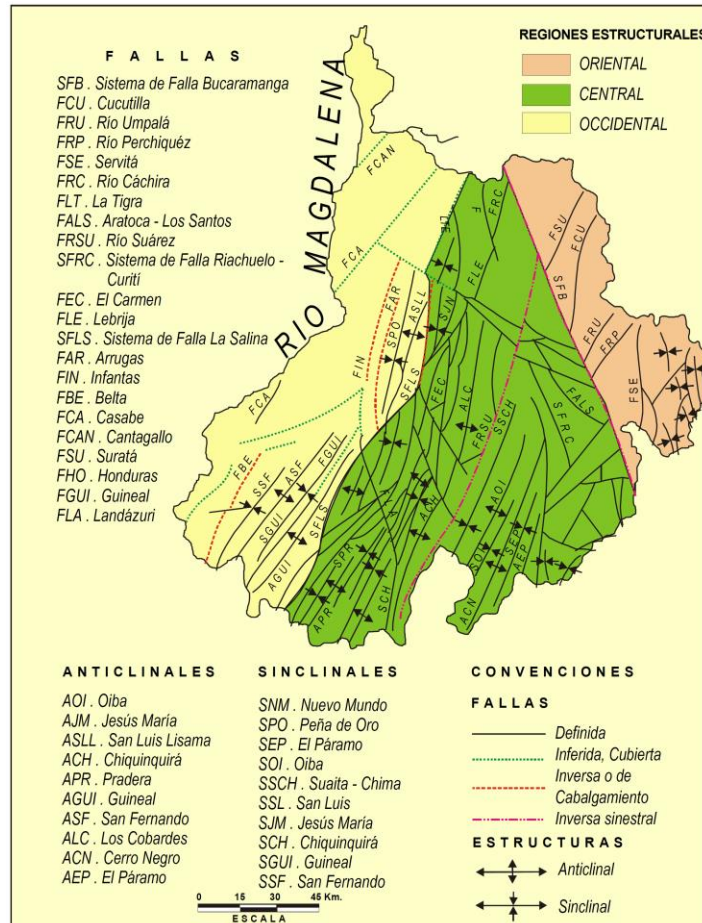 FALLAS
SFB . Sistema de Falla Bucaramanga
FCU . Cucutilla
FRU . Río Umpalá
FRP . Río Perchiquéz
FSE . Servitá
FRC . Río Cáchira
FLT . La Tigra
FALS . Aratoca - Los Santos
FRSU . Río Suárez
SFRC . Sistema de Falla Riachuelo -
Curití
FEC . El Carmen
FLE . Lebrija
SFLS . Sistema de Falla La Salina
FAR . Arrugas
FIN . Infantas
FBE . Belta
FCA . Casabe
FCAN . Cantagallo
FSU . Suratá
FHO . Honduras
FGUI . Guineal
FLA . Landázuri
REGIONES ESTRUCTURALES
ORIENTAL
CENTRAL
OCCIDENTAL
RIO MAGDALENA
FCAN
FCA
FRC
F
FLE
FSU
FCU
SFB
FRU
FRP
FSE
FAR
ASLL
SPO
SJN
FIN
SFLS
FEC
ALC
FRSU
SSCH
FALS
SFRC
FCA
FBE
SSF
ASF
FGUI
SGUI
SFLS
AGUI
FLA
ACH
SPR
APR
SCH
AOI
SOI
SEP
AEP
ACN
ANTICLINALES
AOI . Oiba
AJM . Jesús María
ASLL . San Luis Lisama
ACH . Chiquinquirá
APR . Pradera
AGUI . Guineal
ASF . San Fernando
ALC . Los Cobardes
ACN . Cerro Negro
AEP . El Páramo
SINCLINALES
SNM . Nuevo Mundo
SPO . Peña de Oro
SEP . El Páramo
SOI . Oiba
SSCH . Suaita - Chima
SSL . San Luis
SJM . Jesús María
SCH . Chiquinquirá
SGUI . Guineal
SSF . San Fernando
CONVENCIONES
FALLAS
Definida
Inferida, Cubierta
Inversa o de
Cabalgamiento
Inversa sinestral
ESTRUCTURAS
Anticlinal
Sinclinal
0 15 30 45 Km.
ESCALA